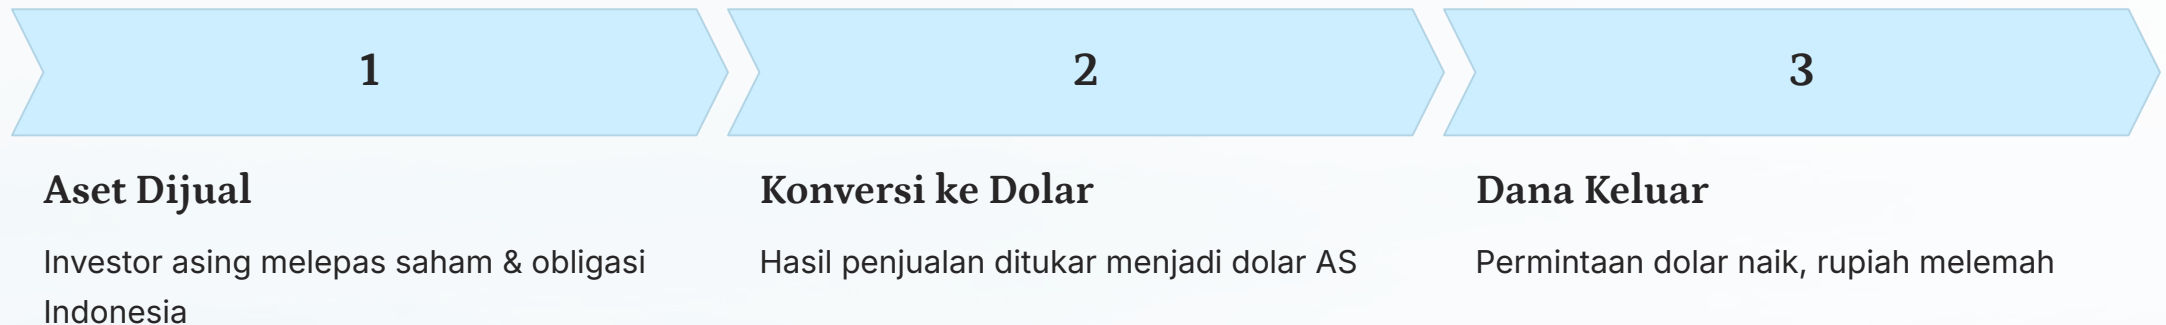 1
2
3
Aset Dijual
Investor asing melepas saham & obligasi
Indonesia
Konversi ke Dolar
Hasil penjualan ditukar menjadi dolar AS
Dana Keluar
Permintaan dolar naik, rupiah melemah